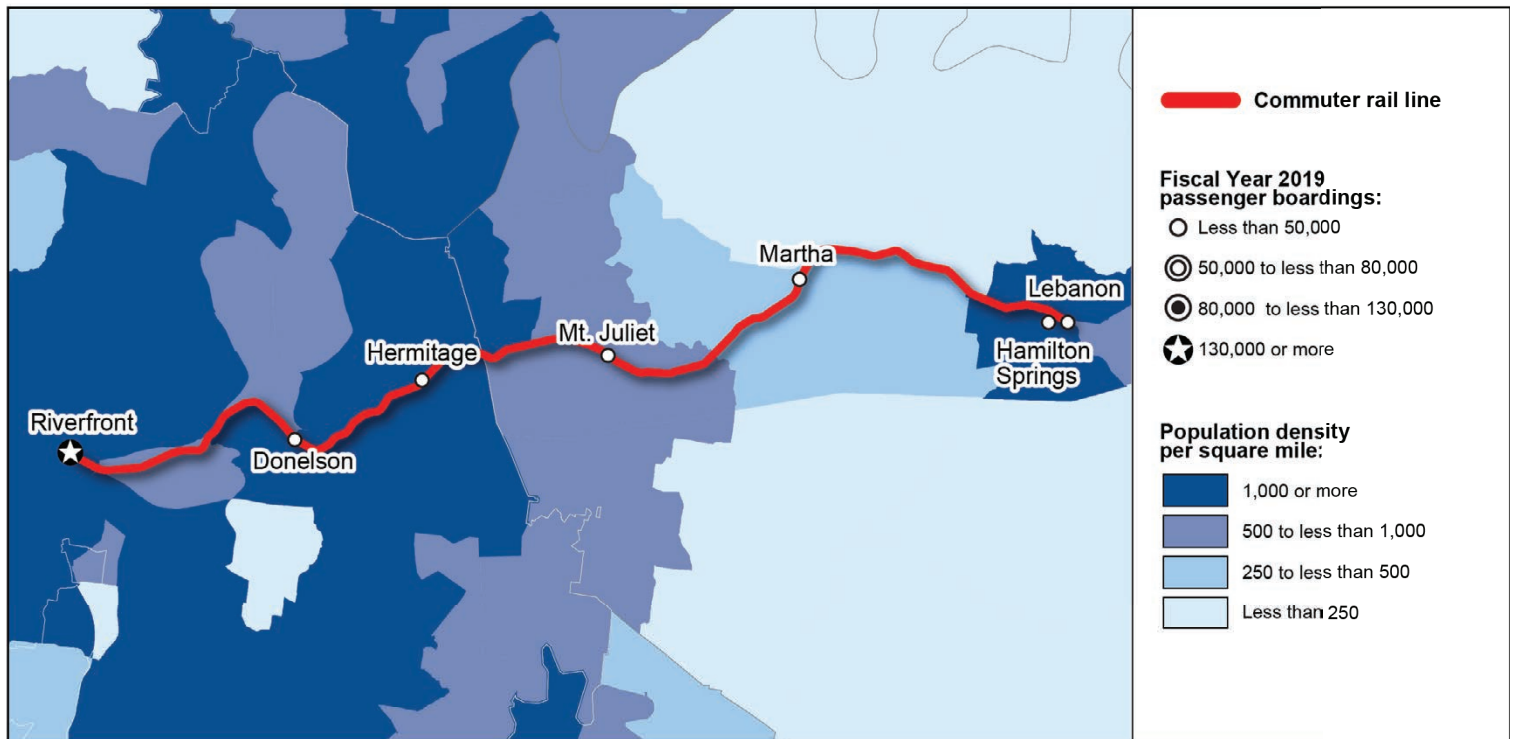 Riverfront
Donelson
Hermitage
Mt. Juliet
Martha
Lebanon
Hamilton
Springs
Commuter rail line
Fiscal Year 2019
passenger boardings:
Less than 50,000
50,000 to less than 80,000
80,000 to less than 130,000
130,000 or more
Population density
per square mile:
1,000 or more
500 to less than 1,000
250 to less than 500
Less than 250